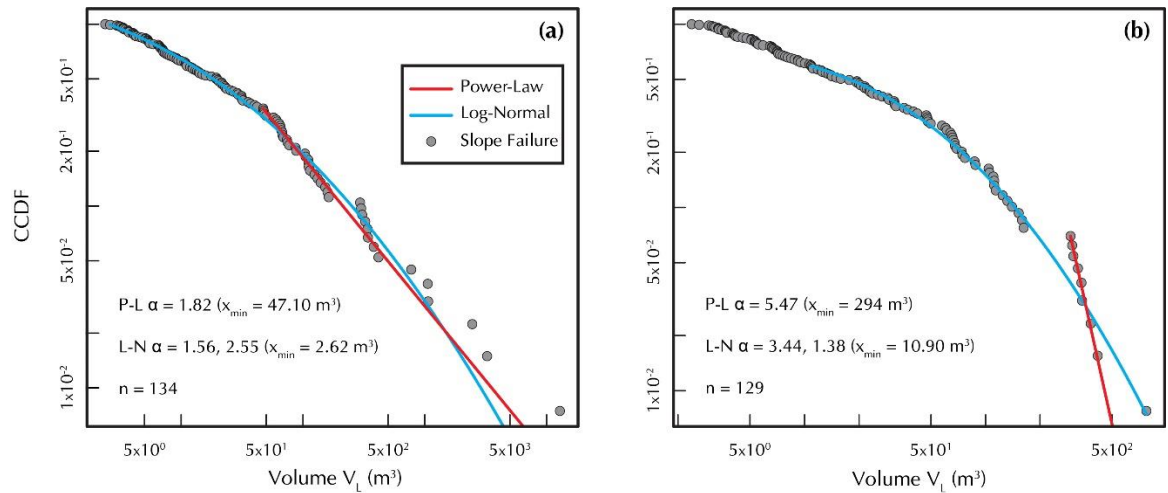 (a)
Power-Law
Log-Normal
Slope Failure
CCDF
5x10⁻¹
2x10⁻¹
5x10⁻²
1x10⁻²
P-L α = 1.82 (xmin = 47.10 m³)
L-N α = 1.56, 2.55 (xmin = 2.62 m³)
n = 134
5x10⁰
5x10¹
5x10²
5x10³
Volume VL (m³)
(b)
5x10⁻¹
2x10⁻¹
5x10⁻²
1x10⁻²
P-L α = 5.47 (xmin = 294 m³)
L-N α = 3.44, 1.38 (xmin = 10.90 m³)
n = 129
5x10⁰
5x10¹
5x10²
Volume VL (m³)